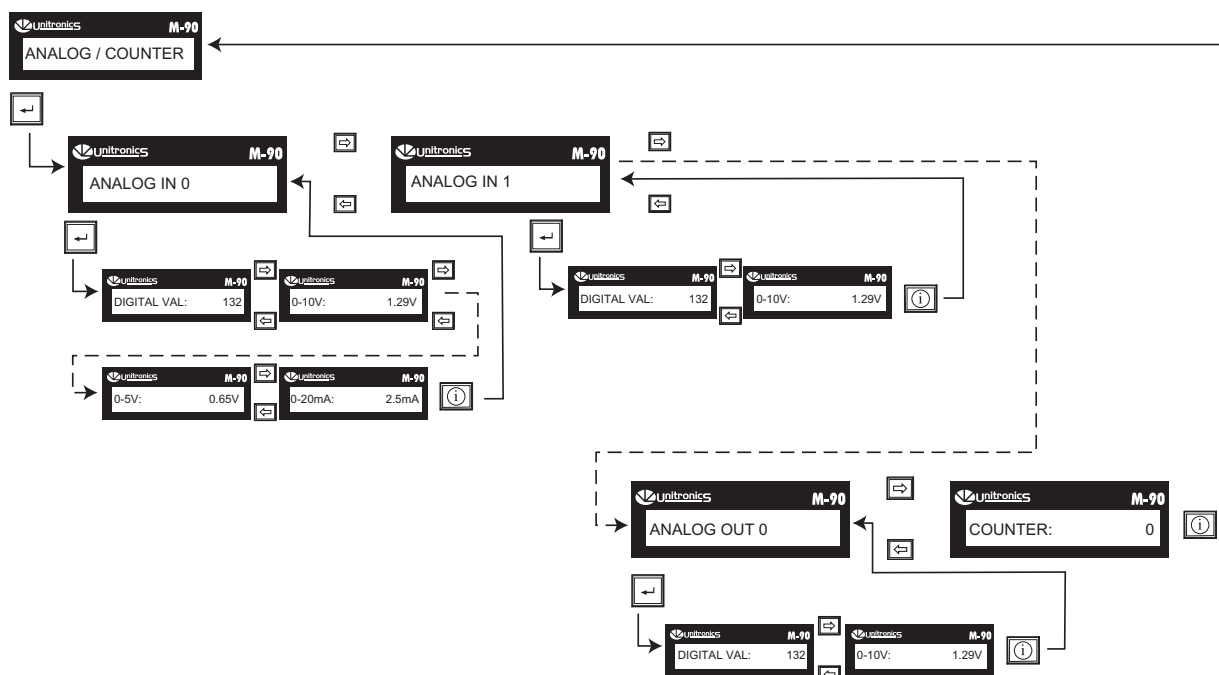 Unitronics M-90
ANALOG / COUNTER
Unitronics M-90
ANALOG IN 0
Unitronics M-90
ANALOG IN 1
Unitronics M-90
DIGITAL VAL: 132
Unitronics M-90
0-10V: 1.29V
Unitronics M-90
DIGITAL VAL: 132
Unitronics M-90
0-10V: 1.29V
i
Unitronics M-90
0-5V: 0.65V
Unitronics M-90
0-20mA: 2.5mA
i
Unitronics M-90
ANALOG OUT 0
Unitronics M-90
COUNTER: 0
i
Unitronics M-90
DIGITAL VAL: 132
Unitronics M-90
0-10V: 1.29V
i